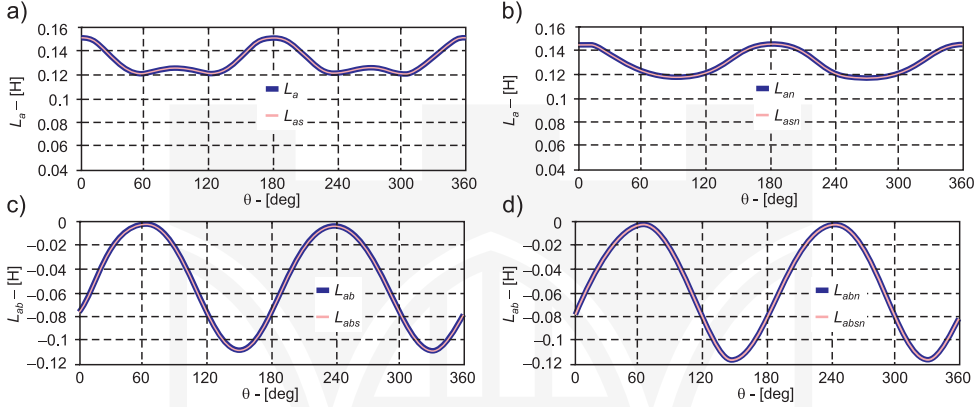 a)
0.16
0.14
0.12
0.1
0.08
0.06
0.04
L_a – [H]
L_a
L_as
0 60 120 180 240 300 360
θ - [deg]
b)
0.16
0.14
0.12
0.1
0.08
0.06
0.04
L_a – [H]
L_an
L_asn
0 60 120 180 240 300 360
θ - [deg]
c)
0
–0.02
–0.04
–0.06
–0.08
–0.1
–0.12
L_ab – [H]
L_ab
L_abs
0 60 120 180 240 300 360
θ - [deg]
d)
0
–0.02
–0.04
–0.06
–0.08
–0.1
–0.12
L_ab – [H]
L_abn
L_absn
0 60 120 180 240 300 360
θ - [deg]